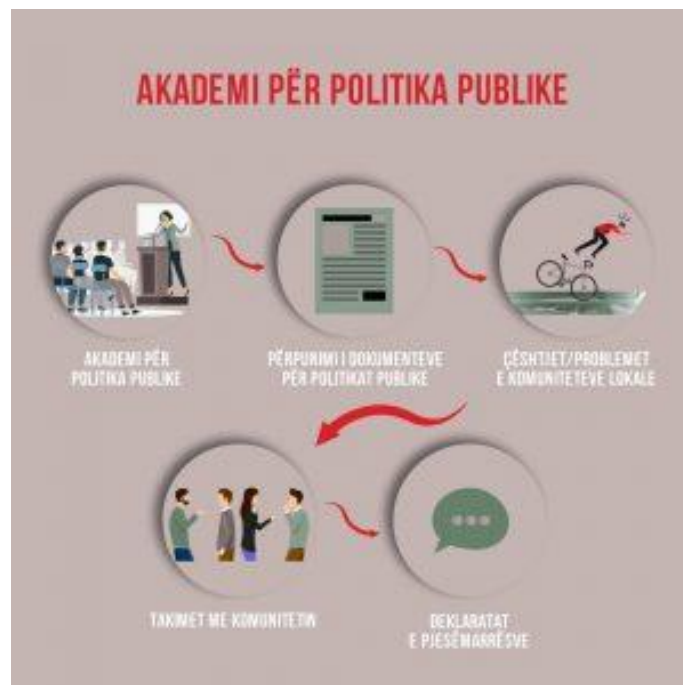 AKADEMI PËR POLITIKA PUBLIKE
AKADEMI PËR
POLITIKA PUBLIKE
PËRPUNIMI I DOKUMENTEVE
PËR POLITIKAT PUBLIKE
ÇËSHTJET/PROBLEMET
E KOMUNITETEVE LOKALE
TAKIMET ME KOMUNITETIN
DEKLARATAT
E PJESËMARRËSVE